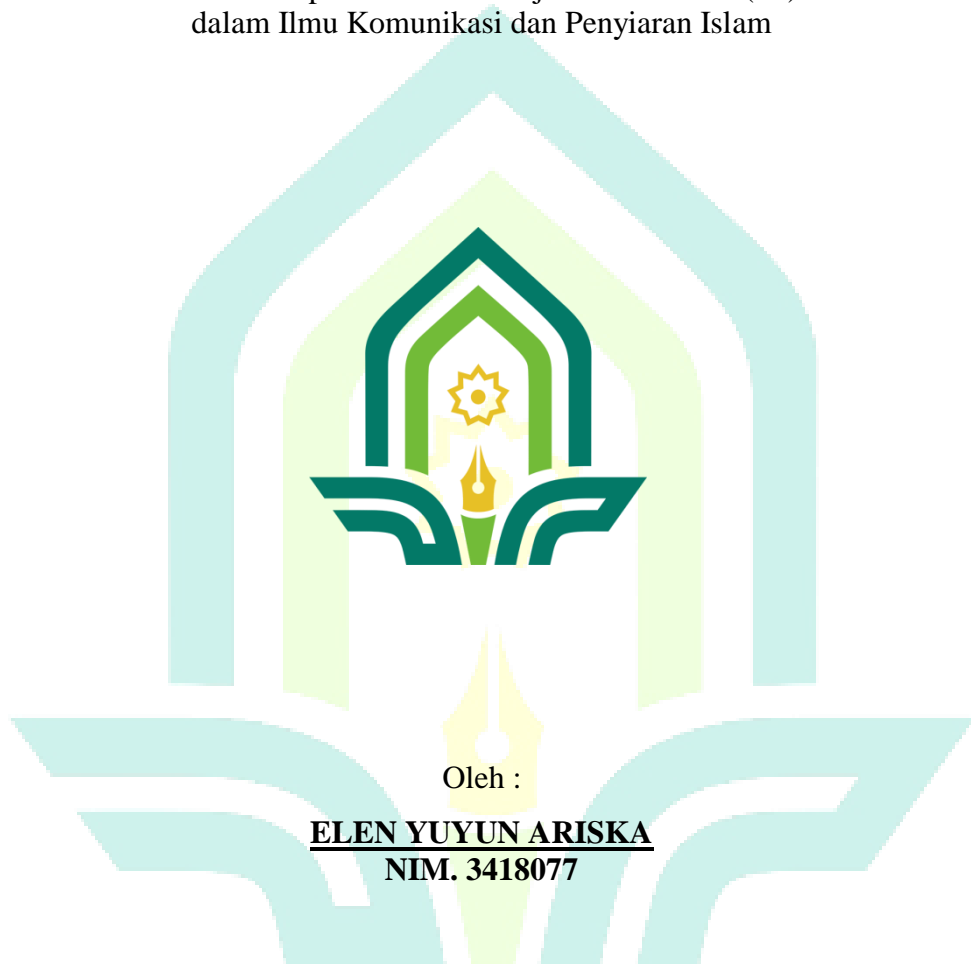 dalam Ilmu Komunikasi dan Penyiaran Islam
Oleh :
ELEN YUYUN ARISKA
NIM. 3418077